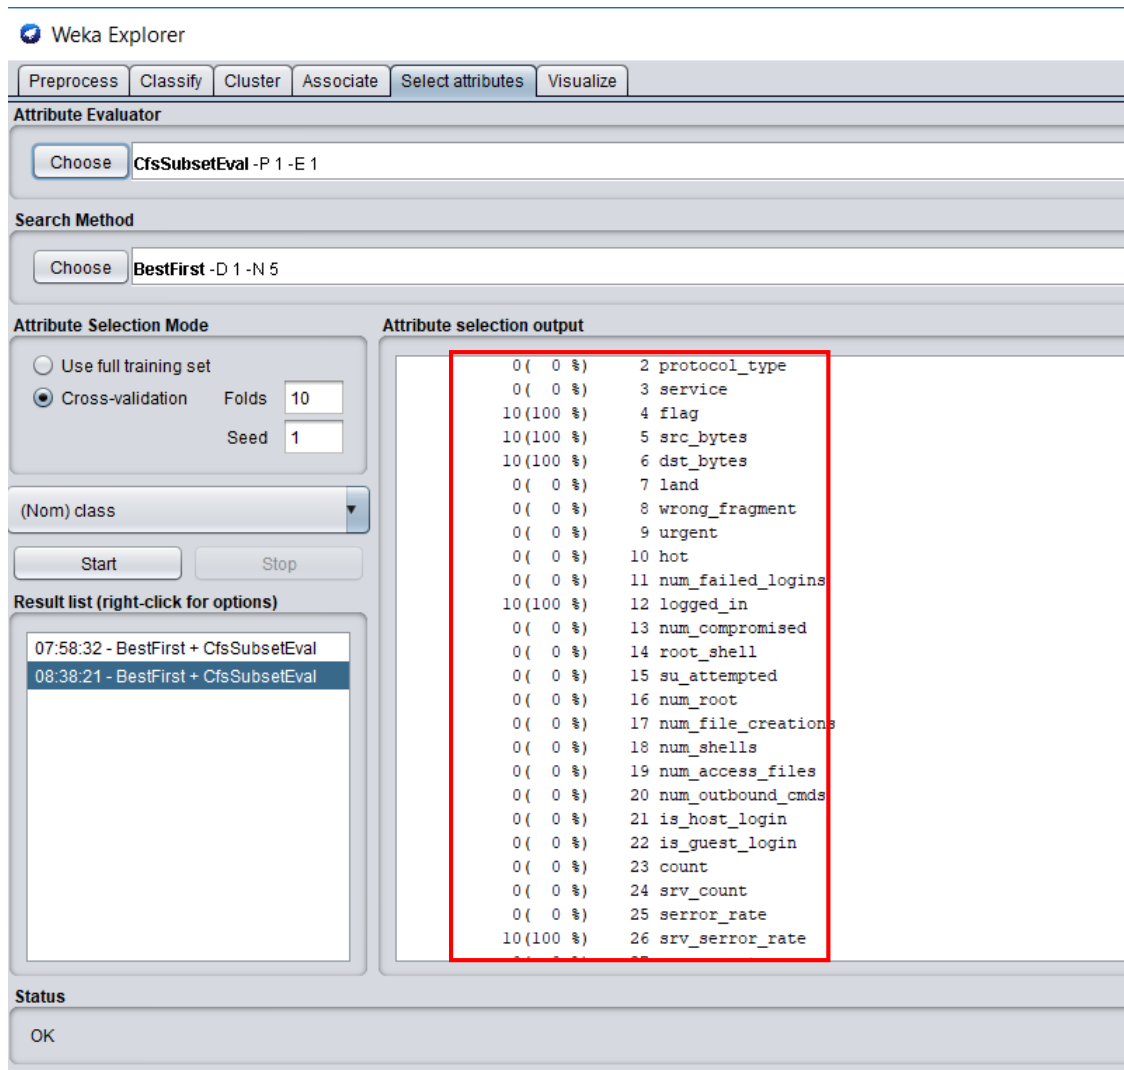 Weka Explorer
Preprocess Classify Cluster Associate Select attributes Visualize
Attribute Evaluator
Choose CfsSubsetEval -P 1 -E 1
Search Method
Choose BestFirst -D 1 -N 5
Attribute Selection Mode
Use full training set
Cross-validation Folds 10
Seed 1
(Nom) class
Start Stop
Result list (right-click for options)
07:58:32 - BestFirst + CfsSubsetEval
08:38:21 - BestFirst + CfsSubsetEval
Attribute selection output
0( 0 %) 2 protocol_type
0( 0 %) 3 service
10(100 %) 4 flag
10(100 %) 5 src_bytes
10(100 %) 6 dst_bytes
0( 0 %) 7 land
0( 0 %) 8 wrong_fragment
0( 0 %) 9 urgent
0( 0 %) 10 hot
0( 0 %) 11 num_failed_logins
10(100 %) 12 logged_in
0( 0 %) 13 num_compromised
0( 0 %) 14 root_shell
0( 0 %) 15 su_attempted
0( 0 %) 16 num_root
0( 0 %) 17 num_file_creations
0( 0 %) 18 num_shells
0( 0 %) 19 num_access_files
0( 0 %) 20 num_outbound_cmds
0( 0 %) 21 is_host_login
0( 0 %) 22 is_guest_login
0( 0 %) 23 count
0( 0 %) 24 srv_count
0( 0 %) 25 serror_rate
10(100 %) 26 srv_serror_rate
Status
OK